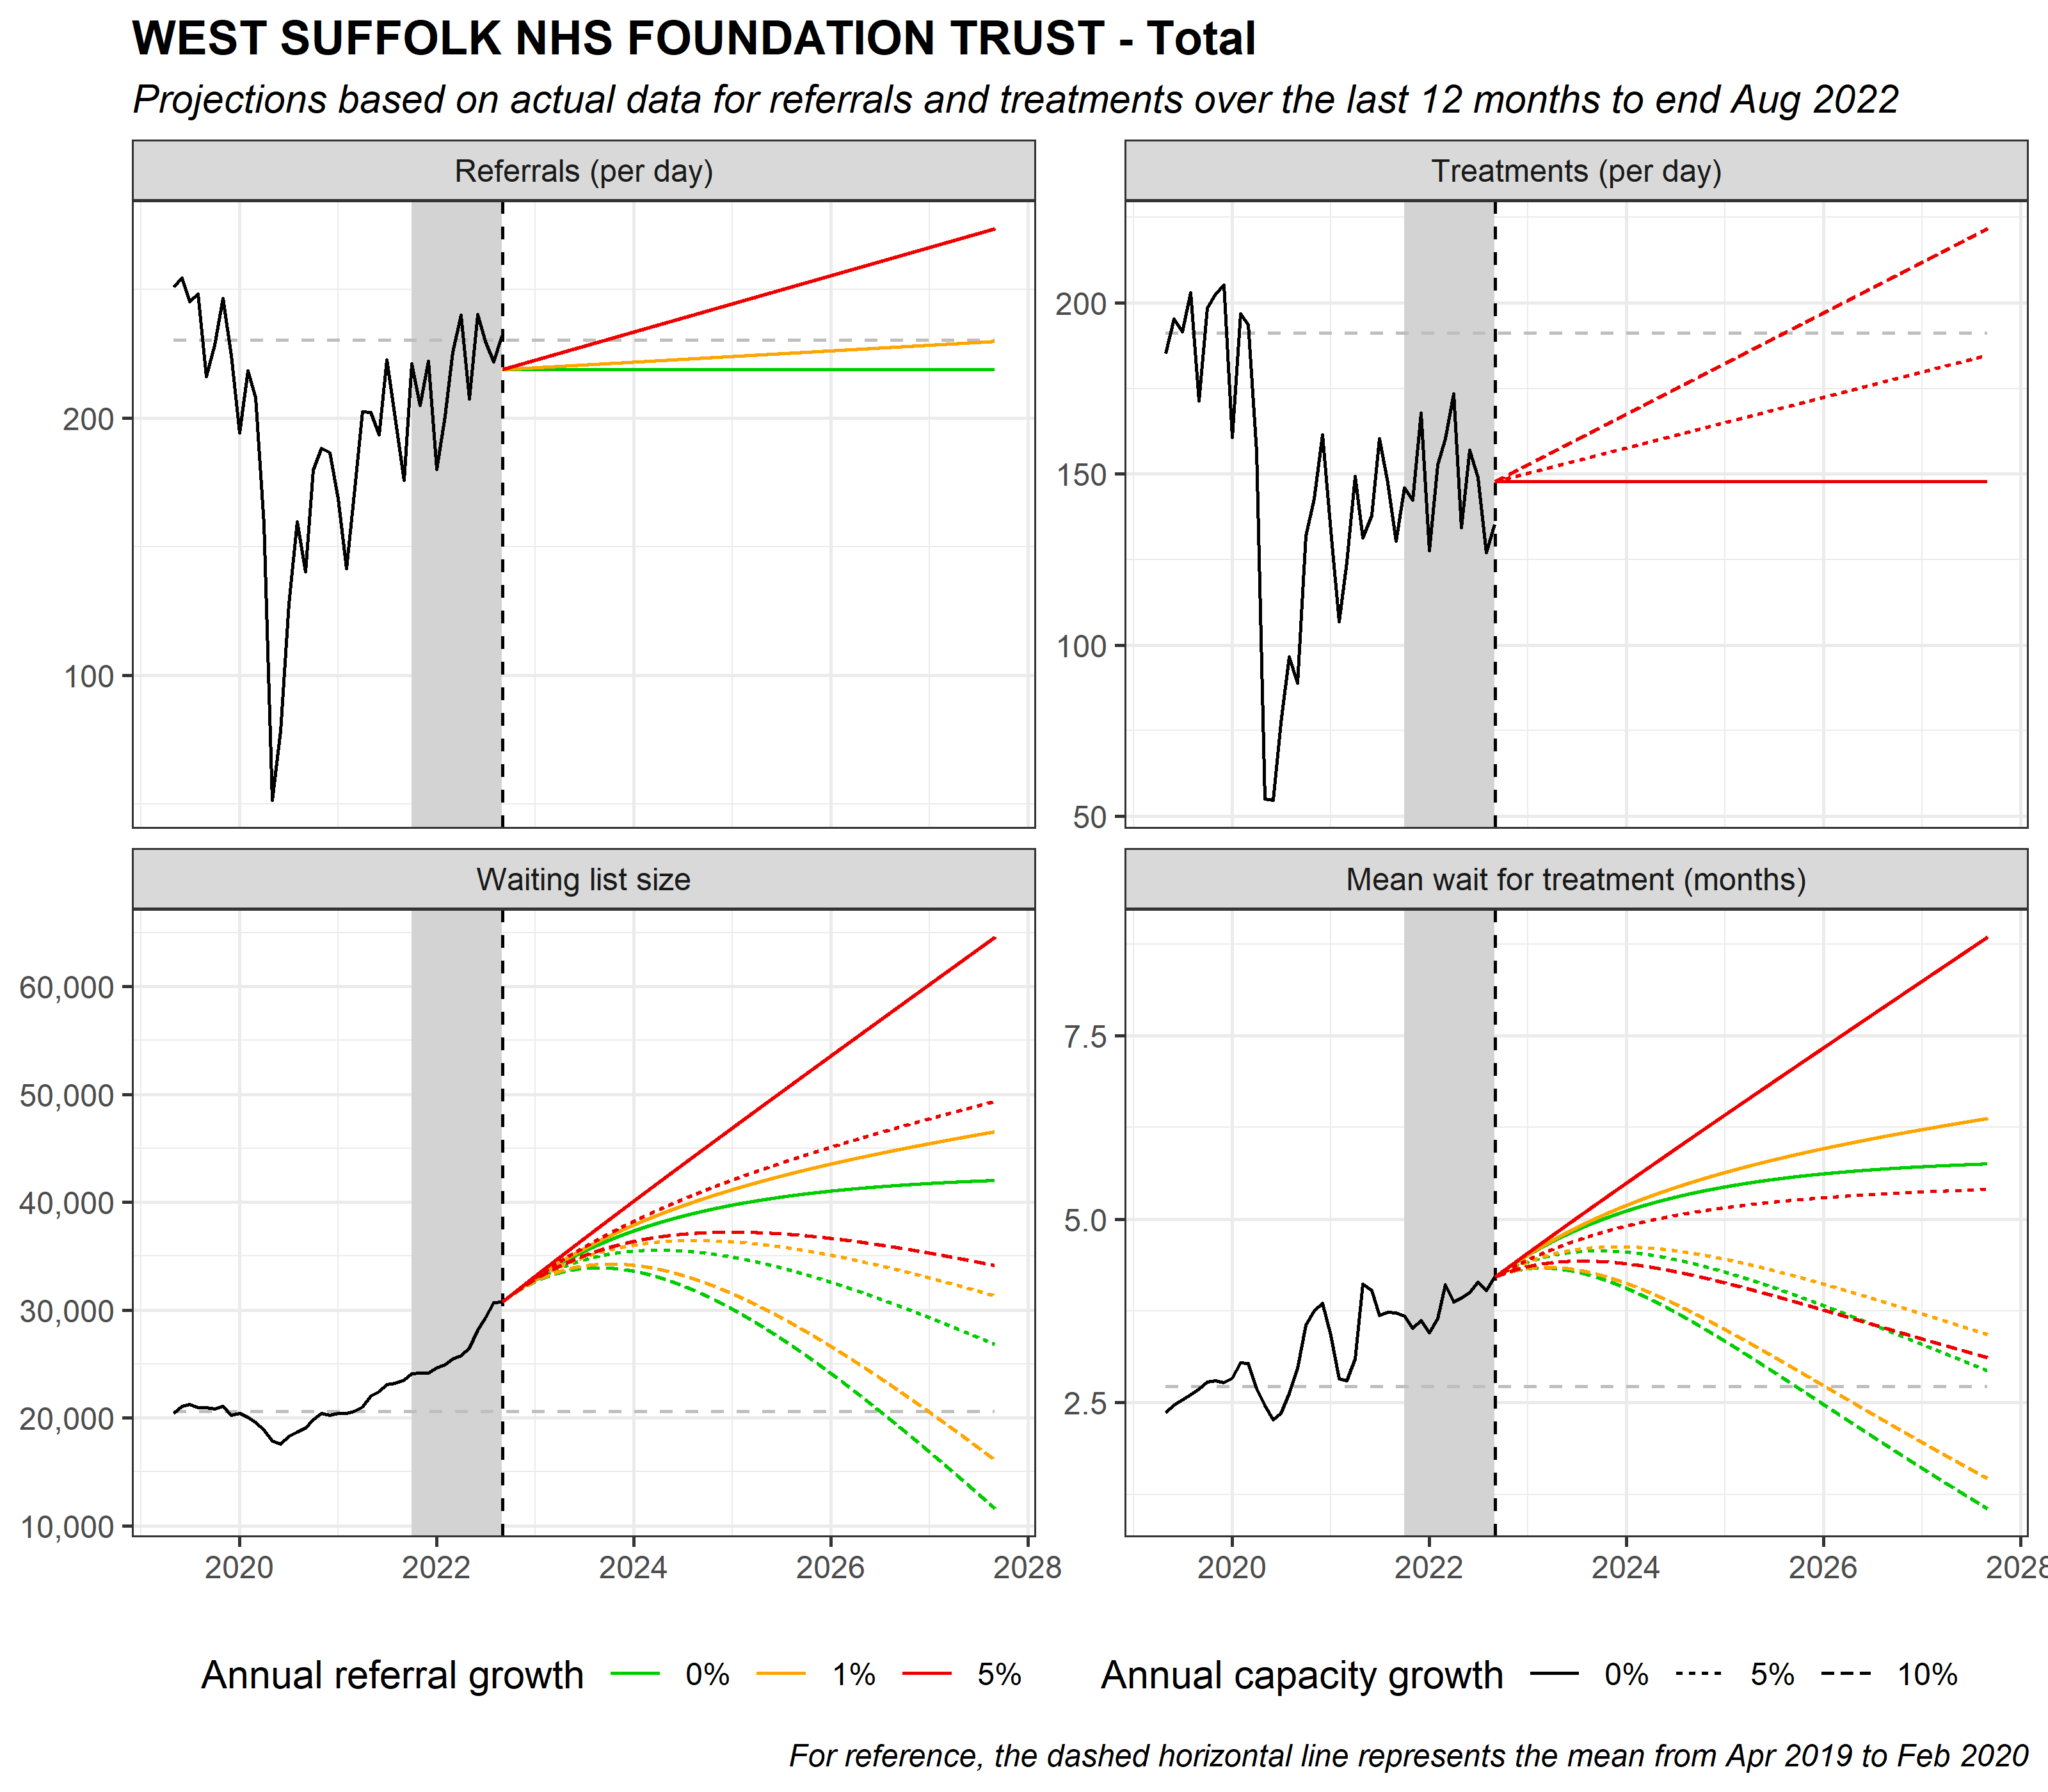 WEST SUFFOLK NHS FOUNDATION TRUST - Total
Projections based on actual data for referrals and treatments over the last 12 months to end Aug 2022
Referrals (per day)
200
100
Treatments (per day)
200
150
100
50
Waiting list size
60,000
50,000
40,000
30,000
20,000
10,000
2020 2022 2024 2026 2028
Mean wait for treatment (months)
7.5
5.0
2.5
2020 2022 2024 2026 2028
Annual referral growth 0% 1% 5%
Annual capacity growth 0% 5% 10%
For reference, the dashed horizontal line represents the mean from Apr 2019 to Feb 2020